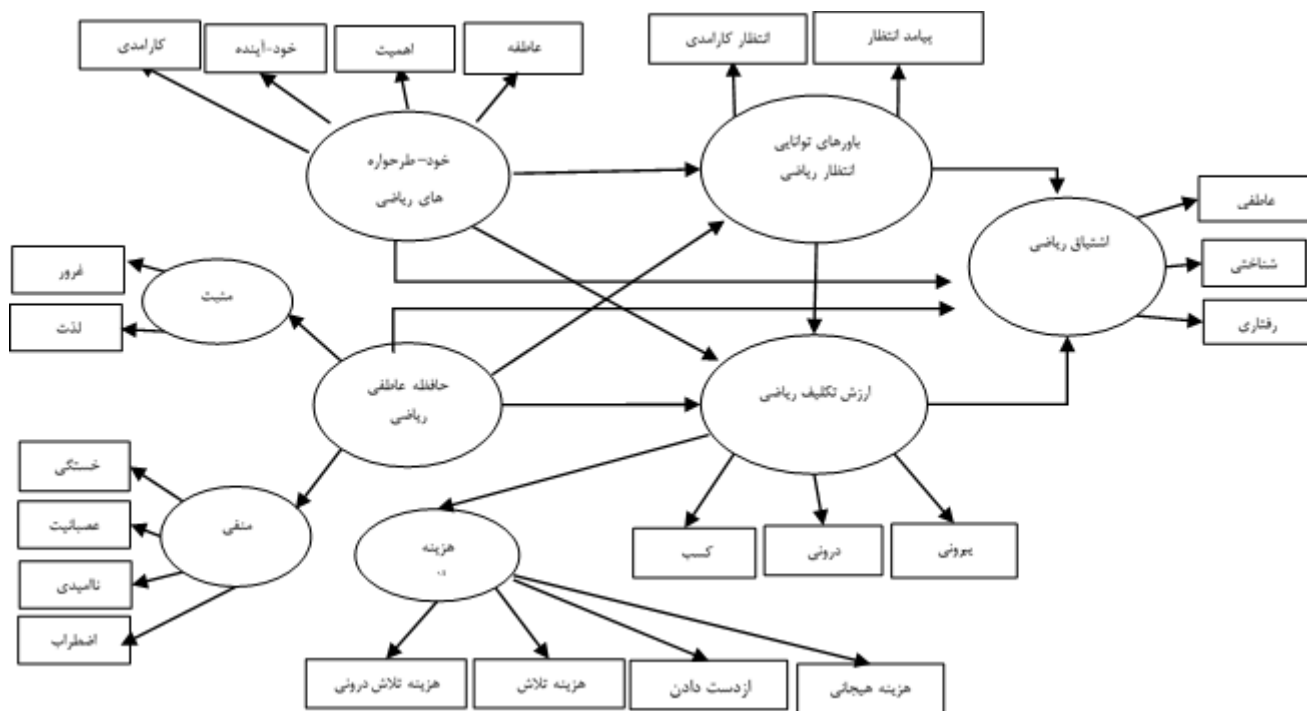 پیامد انتظار
انتظار کارامدی
عاطفه
اهمیت
خود-آینده
کارامدی
باورهای توانایی
انتظار ریاضی
خود-طرحواره
های ریاضی
عاطفی
اشتیاق ریاضی
شناختی
رفتاری
مثبت
غرور
لذت
ارزش تکلیف ریاضی
حافظه عاطفی
ریاضی
خستگی
منفی
عصبانیت
ناامیدی
اضطراب
بیرونی
درونی
کسب
هزینه
هزینه هیجانی
ازدست دادن
هزینه تلاش
هزینه تلاش درونی